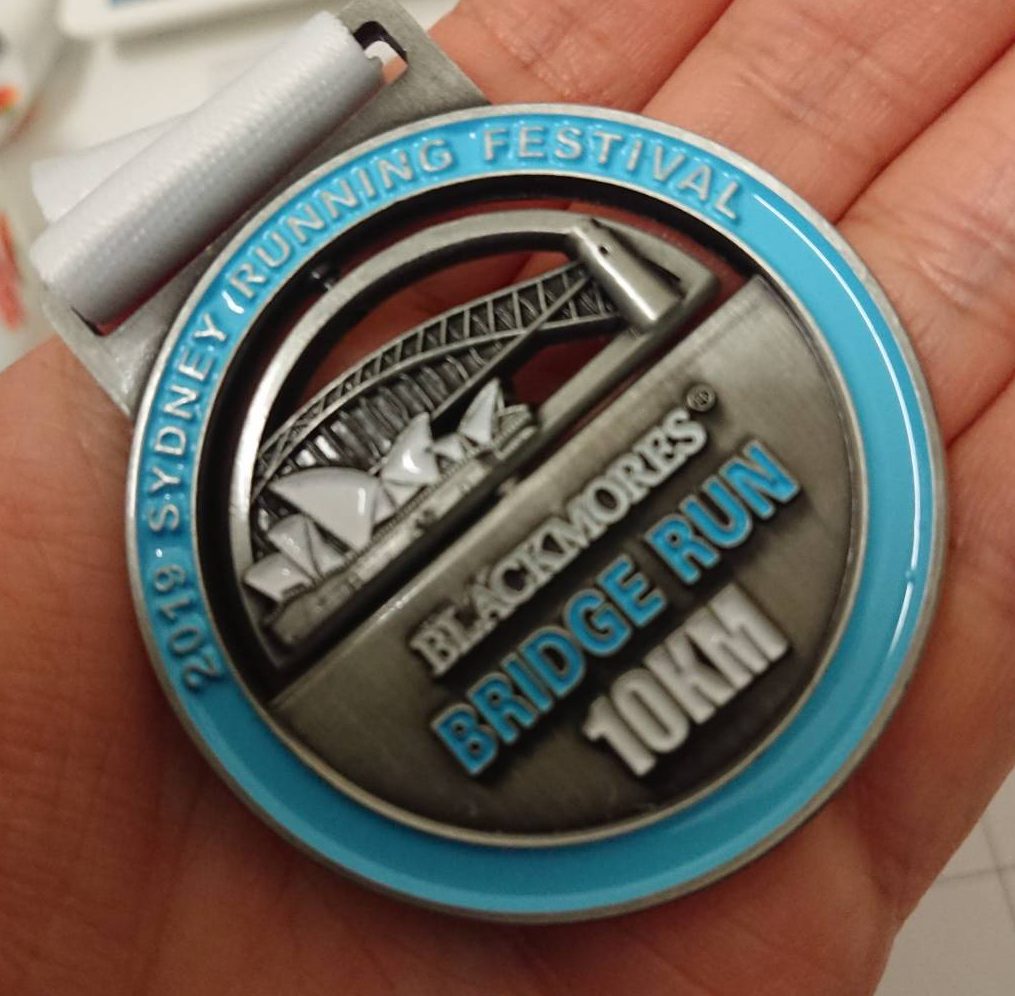 2019 SYDNEY RUNNING FESTIVAL
BLACKMORES®
BRIDGE RUN
10KM